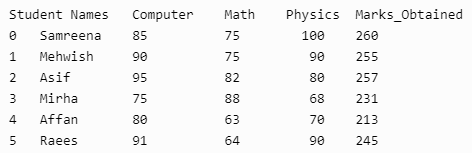 Student Names Computer Math Physics Marks_Obtained
0 Samreena 85 75 100 260
1 Mehwish 90 75 90 255
2 Asif 95 82 80 257
3 Mirha 75 88 68 231
4 Affan 80 63 70 213
5 Raees 91 64 90 245